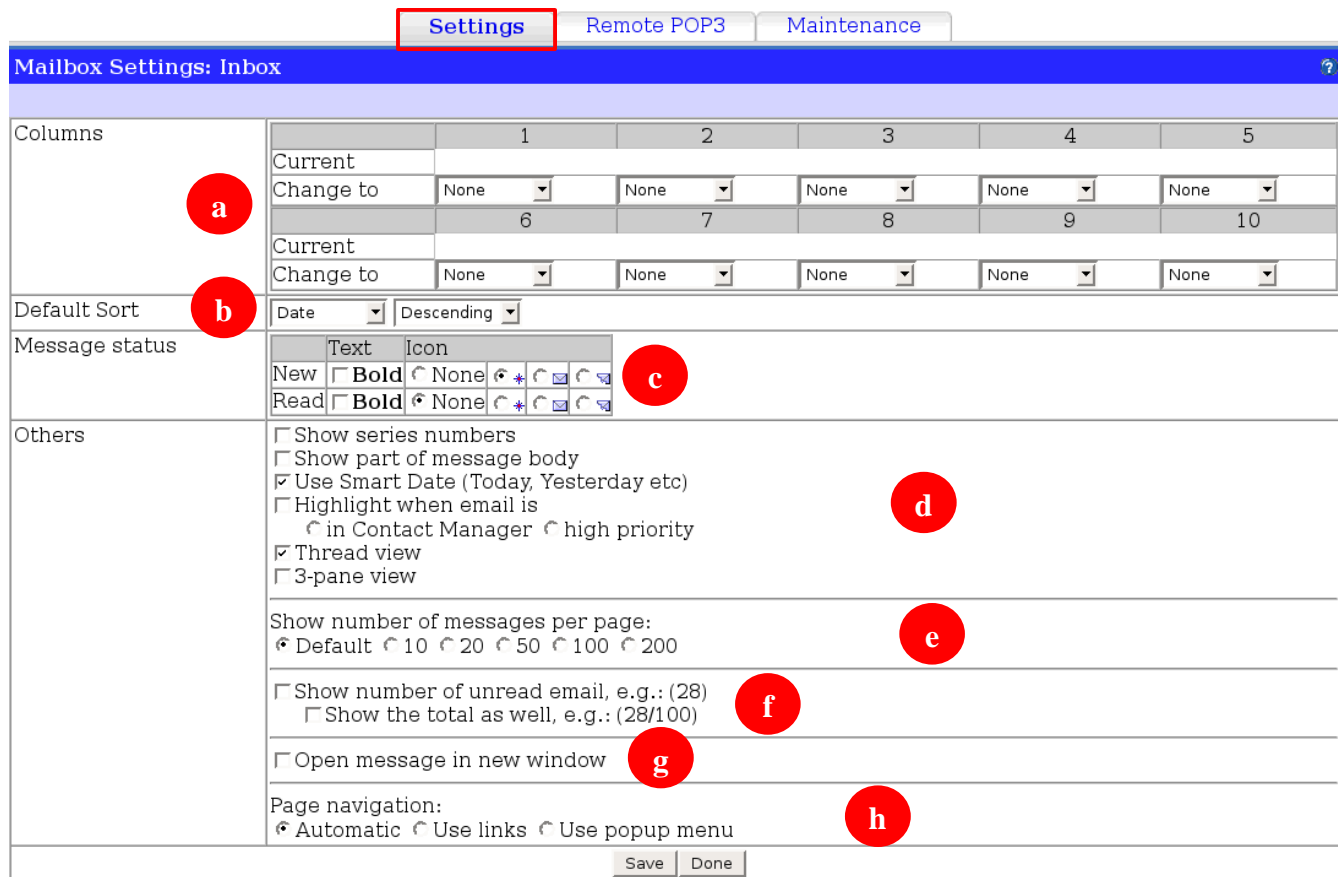 Settings Remote POP3 Maintenance
Mailbox Settings: Inbox ?
Columns 1 2 3 4 5
Current
a Change to None None None None None
6 7 8 9 10
Current
Change to None None None None None
Default Sort b Date Descending
Message status Text Icon
New Bold None c
Read Bold None
Others Show series numbers
Show part of message body
Use Smart Date (Today, Yesterday etc)
Highlight when email is d
in Contact Manager high priority
Thread view
3-pane view
Show number of messages per page: e
Default 10 20 50 100 200
Show number of unread email, e.g.: (28) f
Show the total as well, e.g.: (28/100)
Open message in new window g
Page navigation: h
Automatic Use links Use popup menu
Save Done